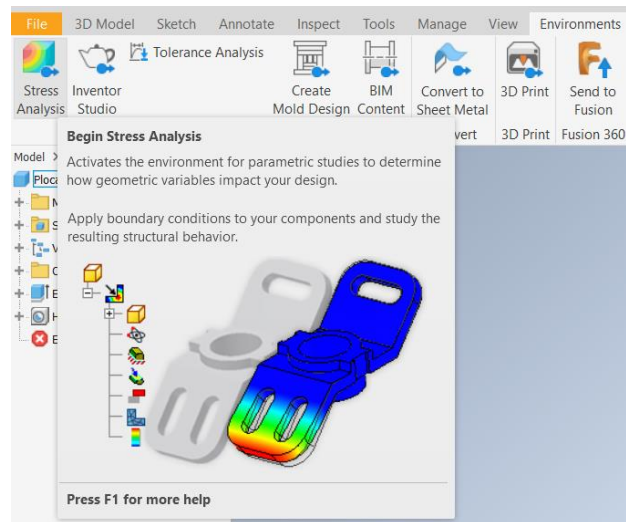 File 3D Model Sketch Annotate Inspect Tools Manage View Environments
Stress Analysis
Inventor Studio
Tolerance Analysis
Create Mold Design
BIM Content
Convert to Sheet Metal
3D Print
Send to Fusion
vert 3D Print Fusion 360
Model
Begin Stress Analysis
Activates the environment for parametric studies to determine
how geometric variables impact your design.
Apply boundary conditions to your components and study the
resulting structural behavior.
Press F1 for more help